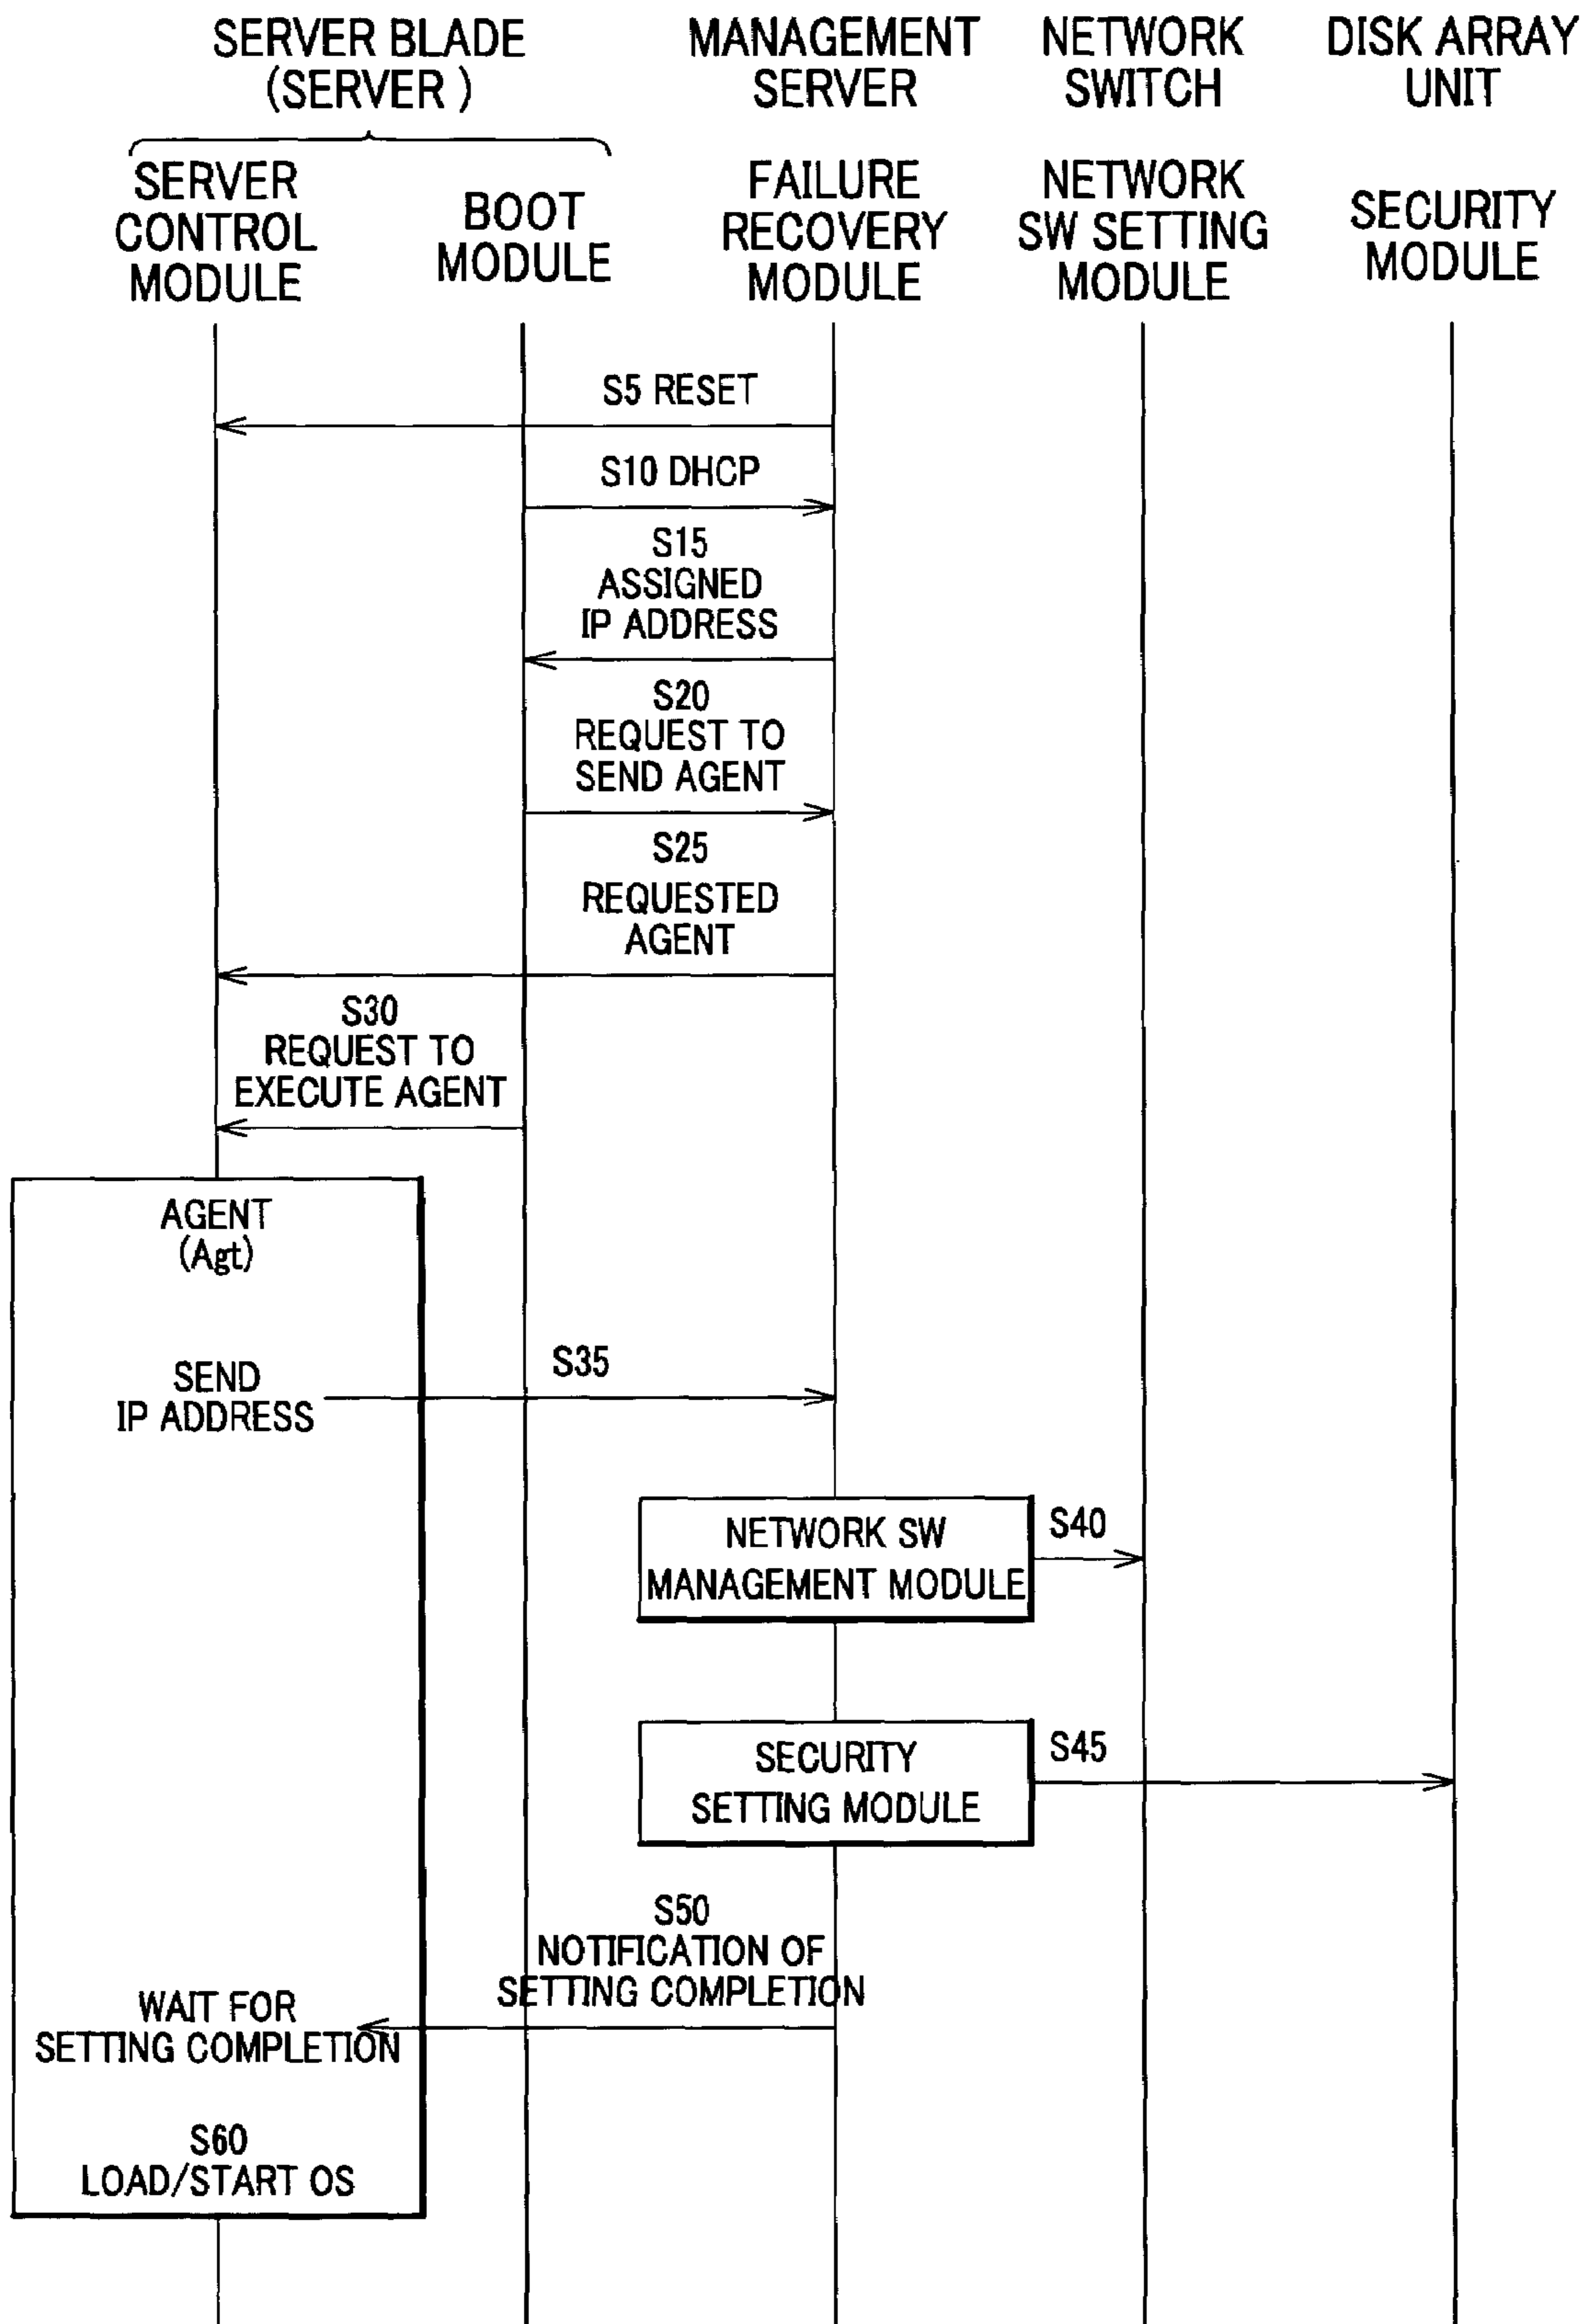 SERVER BLADE
(SERVER )
MANAGEMENT
SERVER
NETWORK
SWITCH
DISK ARRAY
UNIT
SERVER
CONTROL
MODULE
BOOT
MODULE
FAILURE
RECOVERY
MODULE
NETWORK
SW SETTING
MODULE
SECURITY
MODULE
S5 RESET
S10 DHCP
S15
ASSIGNED
IP ADDRESS
S20
REQUEST TO
SEND AGENT
S25
REQUESTED
AGENT
S30
REQUEST TO
EXECUTE AGENT
AGENT
(Agt)
SEND
IP ADDRESS
S35
NETWORK SW
MANAGEMENT MODULE
S40
SECURITY
SETTING MODULE
S45
S50
NOTIFICATION OF
SETTING COMPLETION
WAIT FOR
SETTING COMPLETION
S60
LOAD/START OS